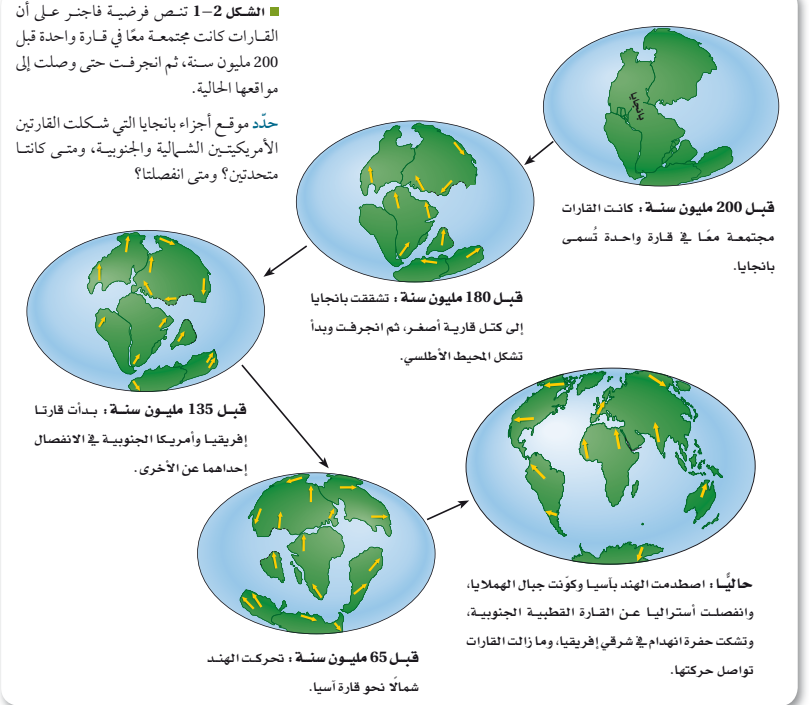 ■ الشكل 2–1 تنص فرضية فاجنر على أن
القارات كانت مجتمعة معًا في قارة واحدة قبل
200 مليون سنة، ثم انجرفت حتى وصلت إلى
مواقعها الحالية.
حدّد موقع أجزاء بانجايا التي شكلت القارتين
الأمريكيتين الشمالية والجنوبية، ومتى كانتا
متحدتين؟ ومتى انفصلتا؟
بانجايا
قبل 200 مليون سنة : كانت القارات
مجتمعة معًا في قارة واحدة تُسمى
بانجايا.
قبل 180 مليون سنة : تشققت بانجايا
إلى كتل قارية أصغر، ثم انجرفت وبدأ
تشكل المحيط الأطلسي.
قبل 135 مليون سنة : بدأت قارتا
إفريقيا وأمريكا الجنوبية في الانفصال
إحداهما عن الأخرى.
قبل 65 مليون سنة : تحركت الهند
شمالًا نحو قارة آسيا.
حاليًّا : اصطدمت الهند بآسيا وكوّنت جبال الهملايا،
وانفصلت أستراليا عن القارة القطبية الجنوبية،
وتشكت حفرة انهدام في شرقي إفريقيا، وما زالت القارات
تواصل حركتها.